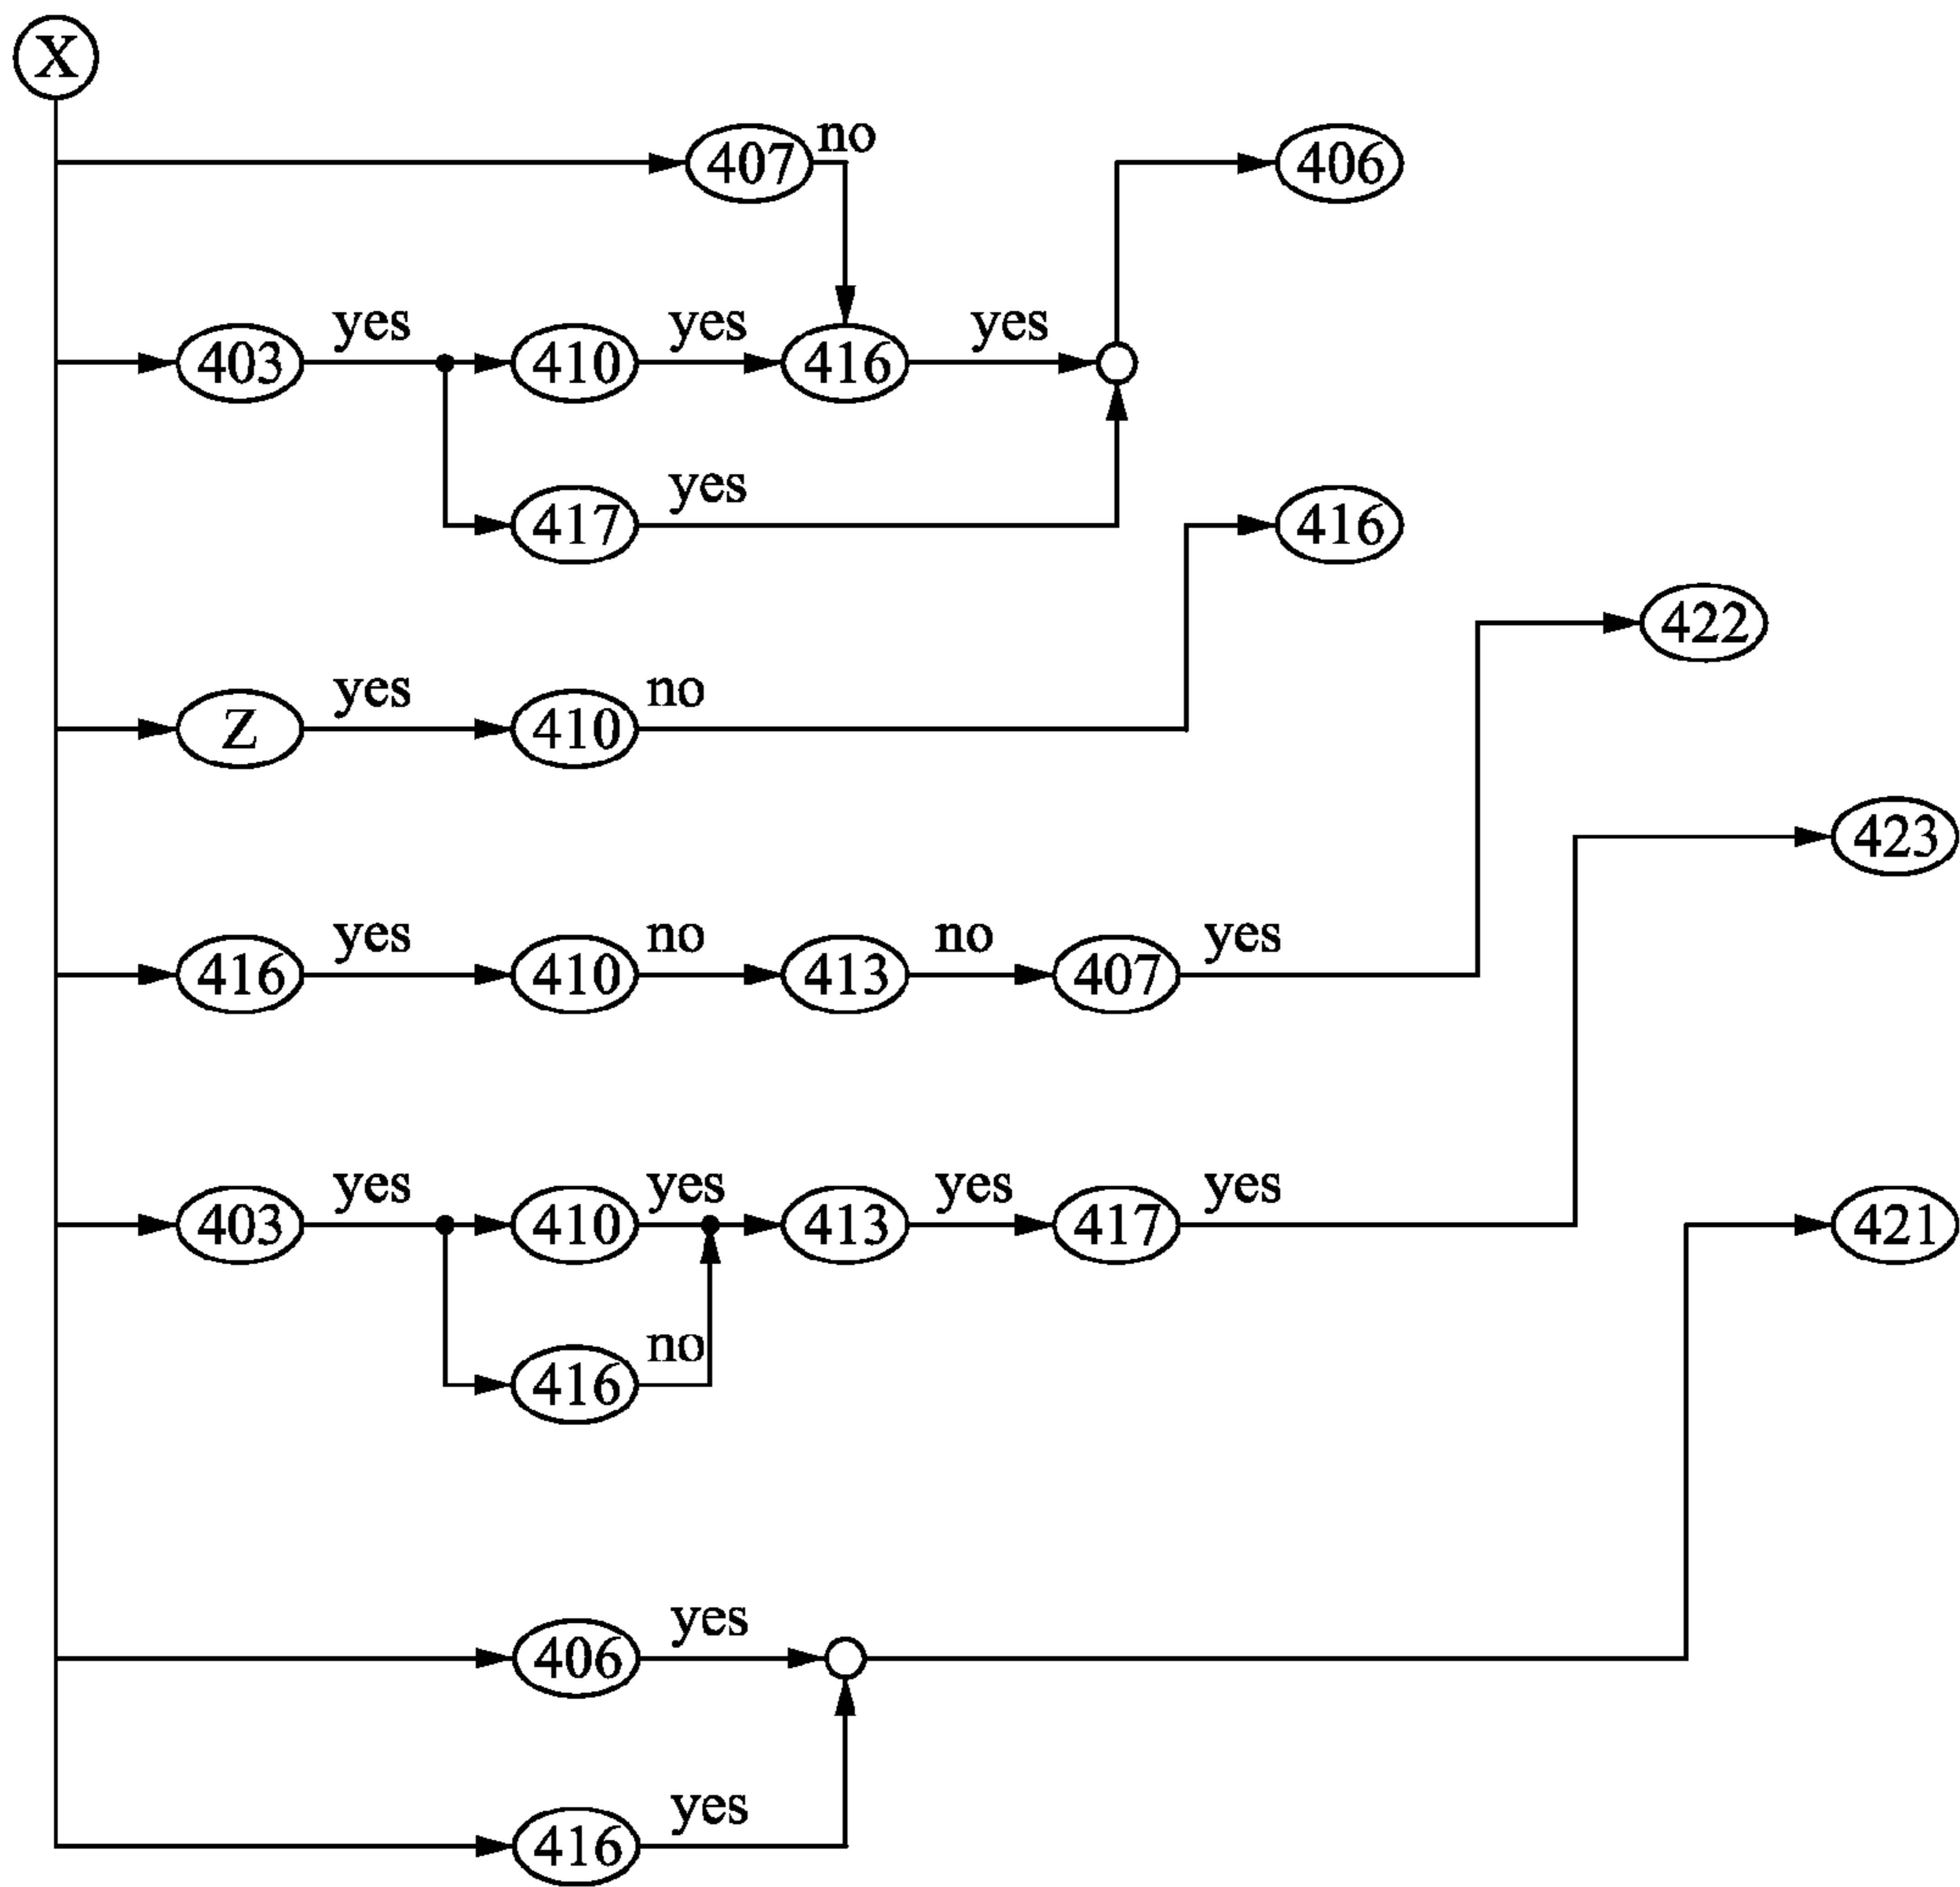 X
407 no 406
403 yes 410 yes 416 yes
417 yes 416
422
Z yes 410 no
423
416 yes 410 no 413 no 407 yes
403 yes 410 yes 413 yes 417 yes 421
416 no
406 yes
416 yes